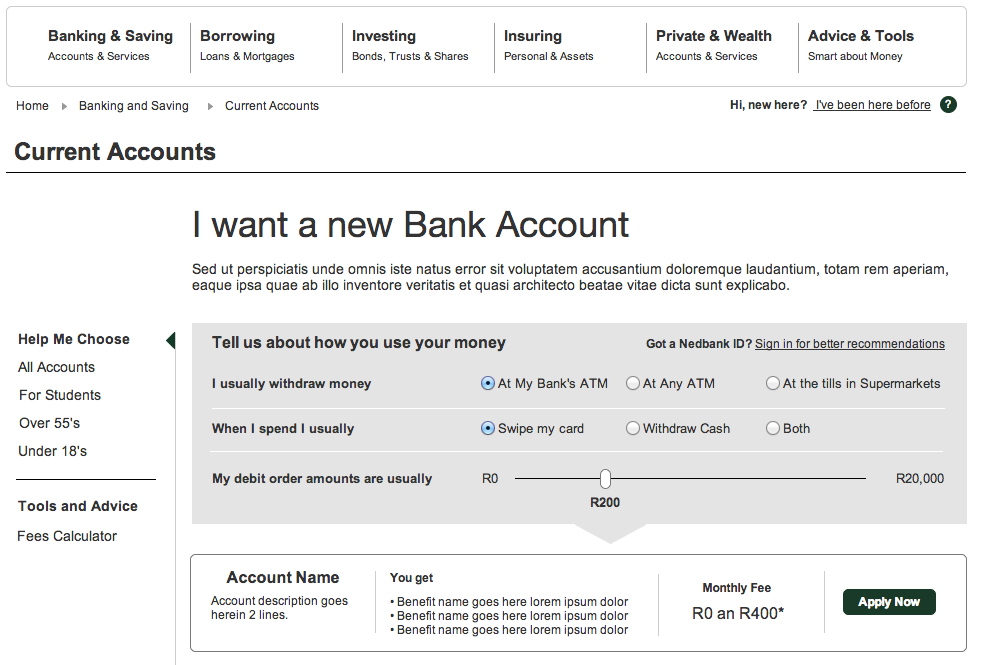 Banking & Saving Borrowing Investing Insuring Private & Wealth Advice & Tools
Accounts & Services Loans & Mortgages Bonds, Trusts & Shares Personal & Assets Accounts & Services Smart about Money
Home Banking and Saving Current Accounts Hi, new here? I've been here before ?
Current Accounts
I want a new Bank Account
Sed ut perspiciatis unde omnis iste natus error sit voluptatem accusantium doloremque laudantium, totam rem aperiam,
eaque ipsa quae ab illo inventore veritatis et quasi architecto beatae vitae dicta sunt explicabo.
Help Me Choose
All Accounts
For Students
Over 55's
Under 18's
Tools and Advice
Fees Calculator
Tell us about how you use your money Got a Nedbank ID? Sign in for better recommendations
I usually withdraw money At My Bank's ATM At Any ATM At the tills in Supermarkets
When I spend I usually Swipe my card Withdraw Cash Both
My debit order amounts are usually R0 R20,000
R200
Account Name
Account description goes
herein 2 lines.
You get
• Benefit name goes here lorem ipsum dolor
• Benefit name goes here lorem ipsum dolor
• Benefit name goes here lorem ipsum dolor
Monthly Fee
R0 an R400*
Apply Now